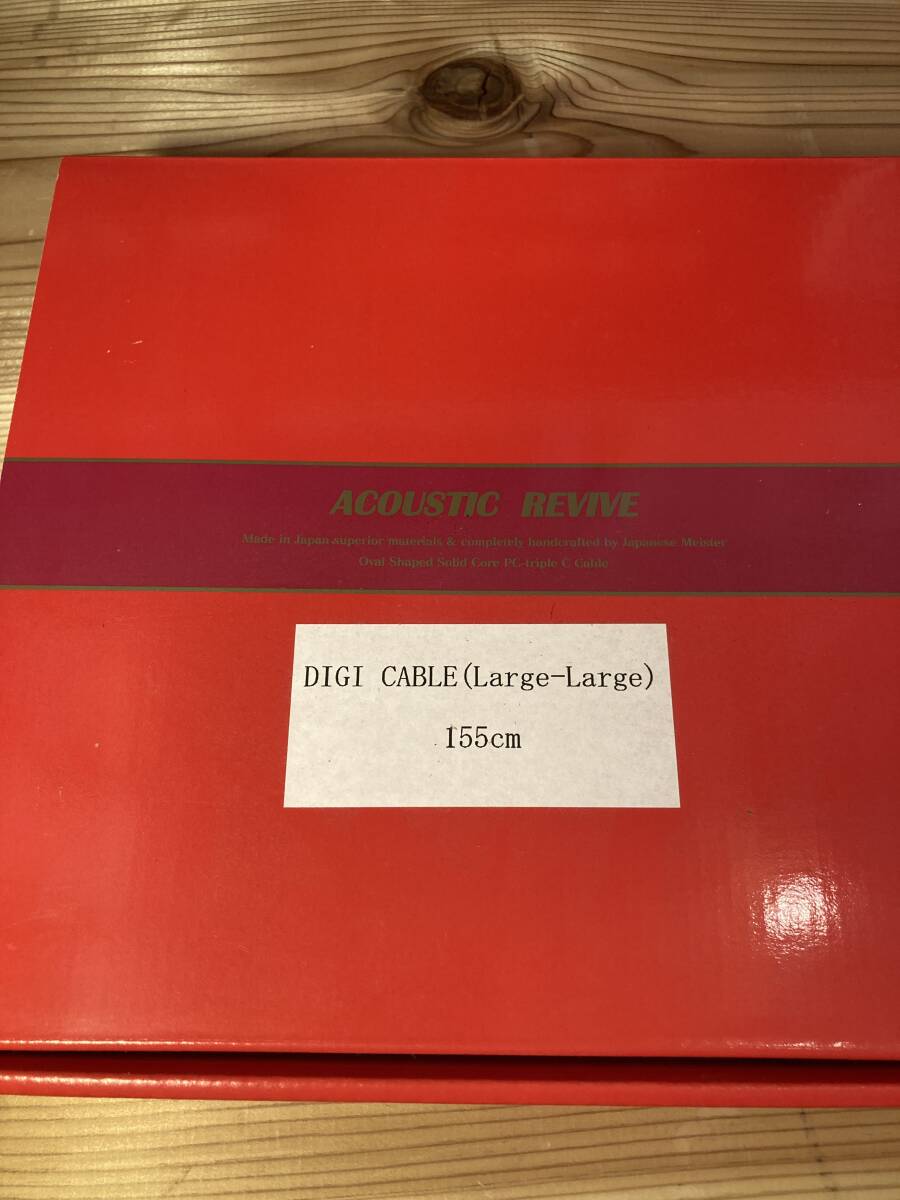 ACOUSTIC REVIVE
Made in Japan.superior materials & completely handcrafted by Japanese Meister
Oval Shaped Solid Core PC-triple C Cable
DIGI CABLE(Large-Large)
155cm